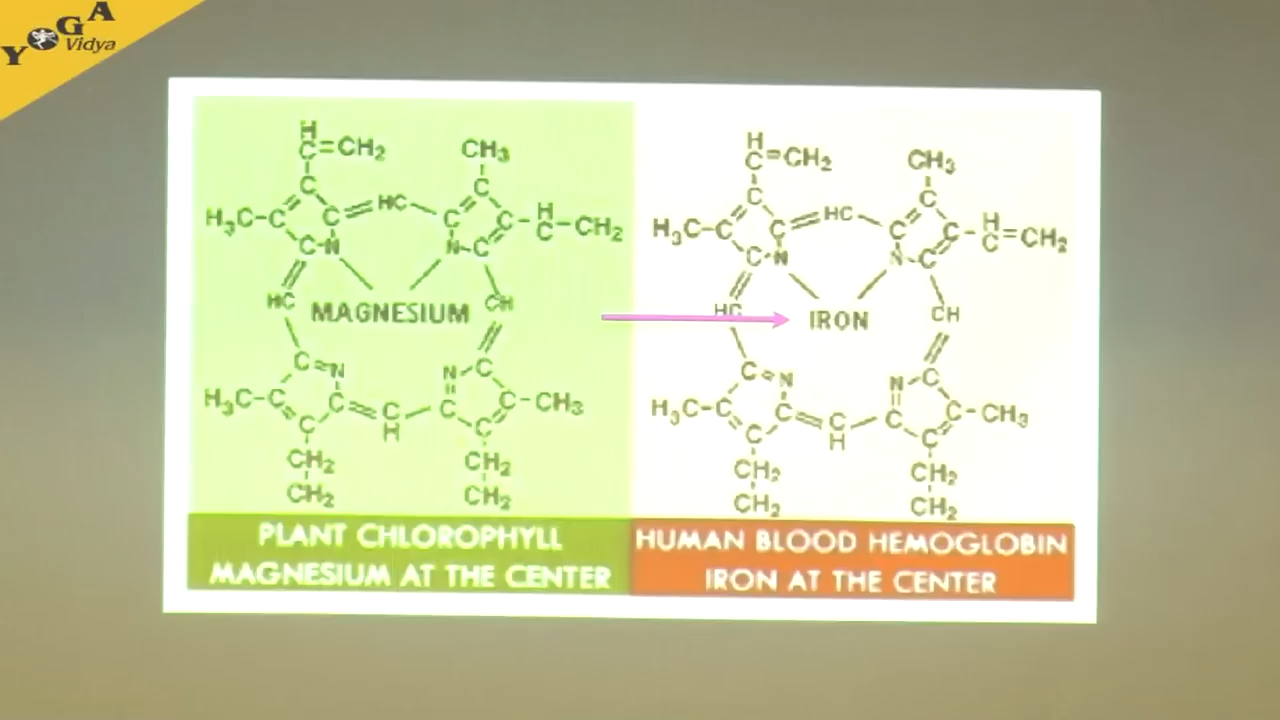 YOGA
Vidya
H
C=CH₂
CH₃
H₃C-C
C
C
HC
C
C
C
H
C-CH₂
C-N
N-C
HC
MAGNESIUM
CH
C=N
N
C
H₃C-C
C
C
H
C
C-CH₃
C
C
CH₂
CH₂
CH₂
CH₂
PLANT CHLOROPHYLL
MAGNESIUM AT THE CENTER
H
C=CH₂
CH₃
H₃C-C
C
C
HC
C
C
C
H
C=CH₂
C-N
N-C
HC
IRON
CH
C=N
N-C
H₃C-C
C
C
H
C
C-CH₃
C
C
CH₂
CH₂
CH₂
CH₂
HUMAN BLOOD HEMOGLOBIN
IRON AT THE CENTER